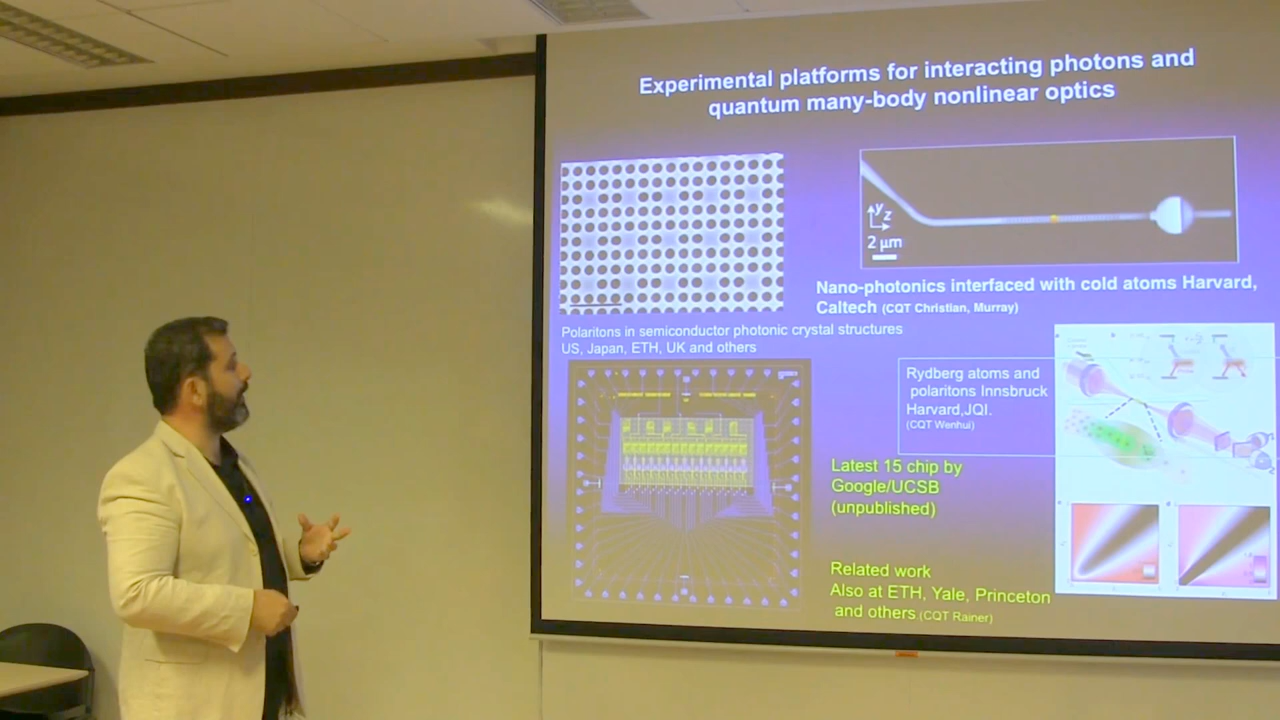 Experimental platforms for interacting photons and
quantum many-body nonlinear optics
y
z
2 μm
Nano-photonics interfaced with cold atoms Harvard,
Caltech (CQT Christian, Murray)
Polaritons in semiconductor photonic crystal structures
US, Japan, ETH, UK and others
Rydberg atoms and
polaritons Innsbruck
Harvard,JQI.
(CQT Wenhui)
Latest 15 chip by
Google/UCSB
(unpublished)
Related work
Also at ETH, Yale, Princeton
and others (CQT Rainer)